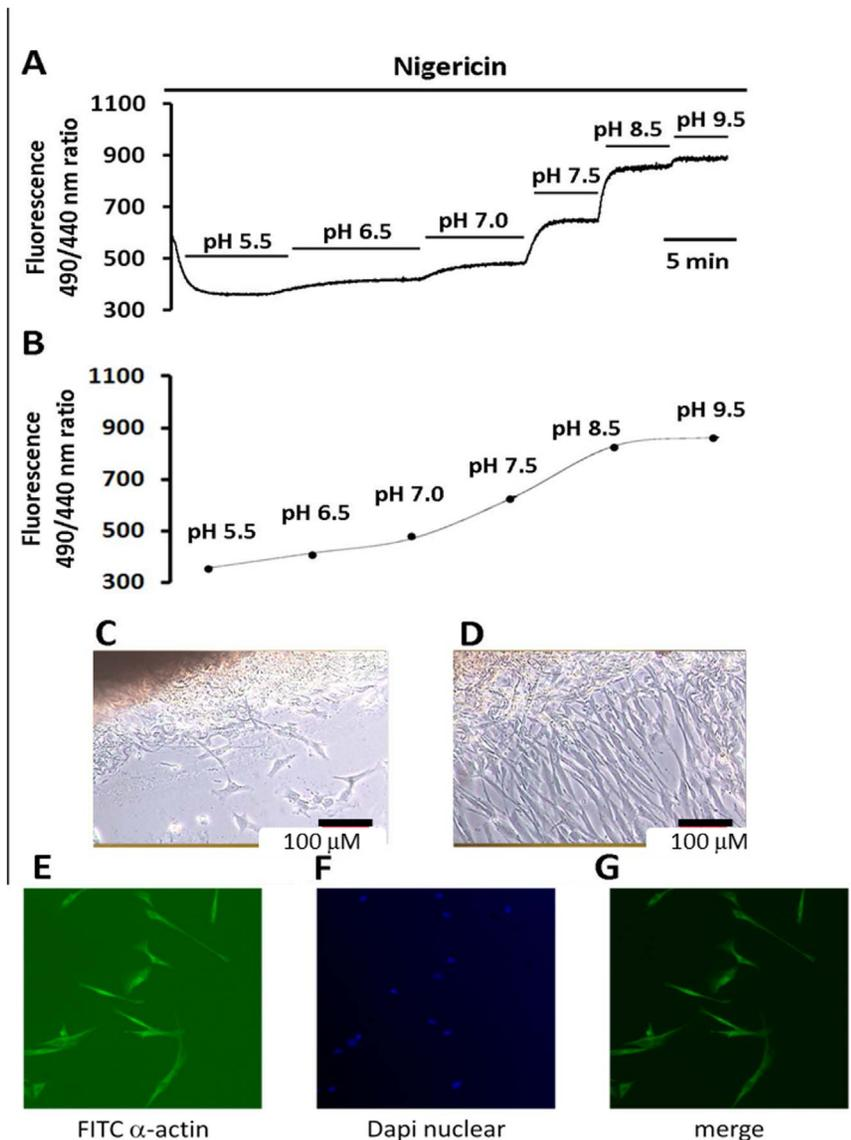 A
Nigericin
Fluorescence
490/440 nm ratio
1100
900
700
500
300
pH 5.5
pH 6.5
pH 7.0
pH 7.5
pH 8.5
pH 9.5
5 min
B
Fluorescence
490/440 nm ratio
1100
900
700
500
300
pH 5.5
pH 6.5
pH 7.0
pH 7.5
pH 8.5
pH 9.5
C
100 μM
D
100 μM
E
FITC α-actin
F
Dapi nuclear
G
merge